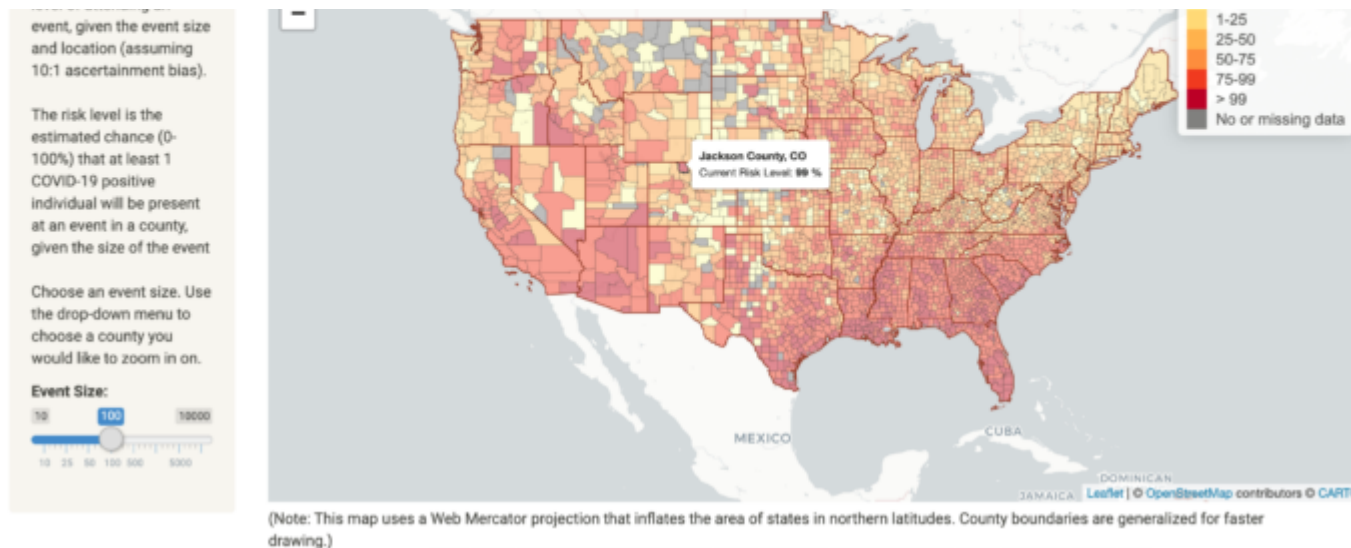 event, given the event size
and location (assuming
10:1 ascertainment bias).
The risk level is the
estimated chance (0-
100%) that at least 1
COVID-19 positive
individual will be present
at an event in a county,
given the size of the event
Choose an event size. Use
the drop-down menu to
choose a county you
would like to zoom in on.
Event Size:
10 100 10000
10 25 50 100 500 5000
−
1-25
25-50
50-75
75-99
> 99
No or missing data
Jackson County, CO
Current Risk Level: 99 %
MEXICO
CUBA
DOMINICAN
JAMAICA
Leaflet | © OpenStreetMap contributors © CART
(Note: This map uses a Web Mercator projection that inflates the area of states in northern latitudes. County boundaries are generalized for faster
drawing.)